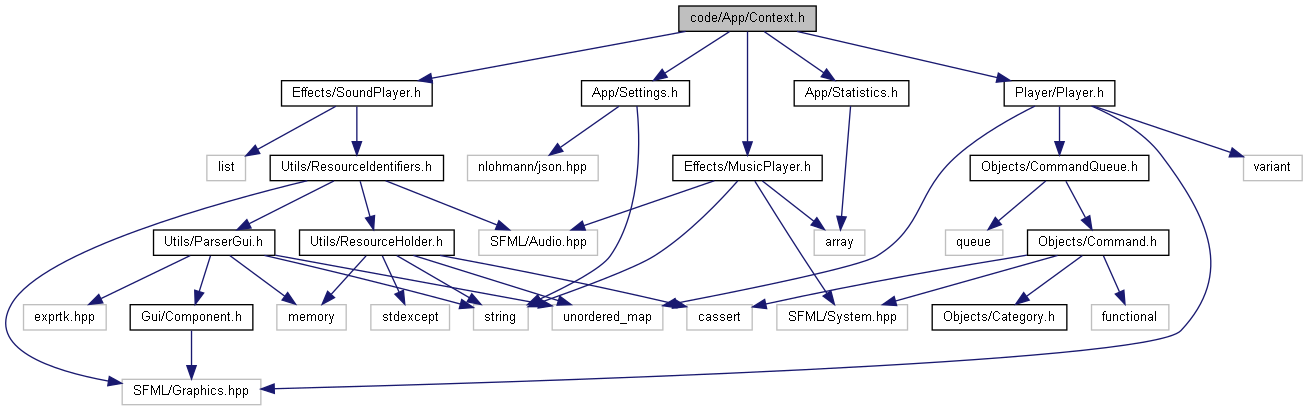 code/App/Context.h
Effects/SoundPlayer.h
App/Settings.h
App/Statistics.h
Player/Player.h
list
Utils/ResourceIdentifiers.h
nlohmann/json.hpp
Effects/MusicPlayer.h
Objects/CommandQueue.h
variant
Utils/ParserGui.h
Utils/ResourceHolder.h
SFML/Audio.hpp
array
queue
Objects/Command.h
exprtk.hpp
Gui/Component.h
memory
stdexcept
string
unordered_map
cassert
SFML/System.hpp
Objects/Category.h
functional
SFML/Graphics.hpp